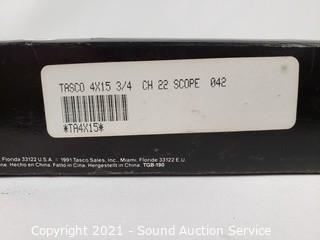 TASCO 4X15 3/4 CH 22 SCOPE 042
*TA4X15*
, Florida 33122 U.S.A. © 1991 Tasco Sales, Inc., Miami, Florida 33122 E.U.
ne. Hecho en China. Fatto in Cina. Hergestellt in China. TGB-190
Copyright 2021 - Sound Auction Service